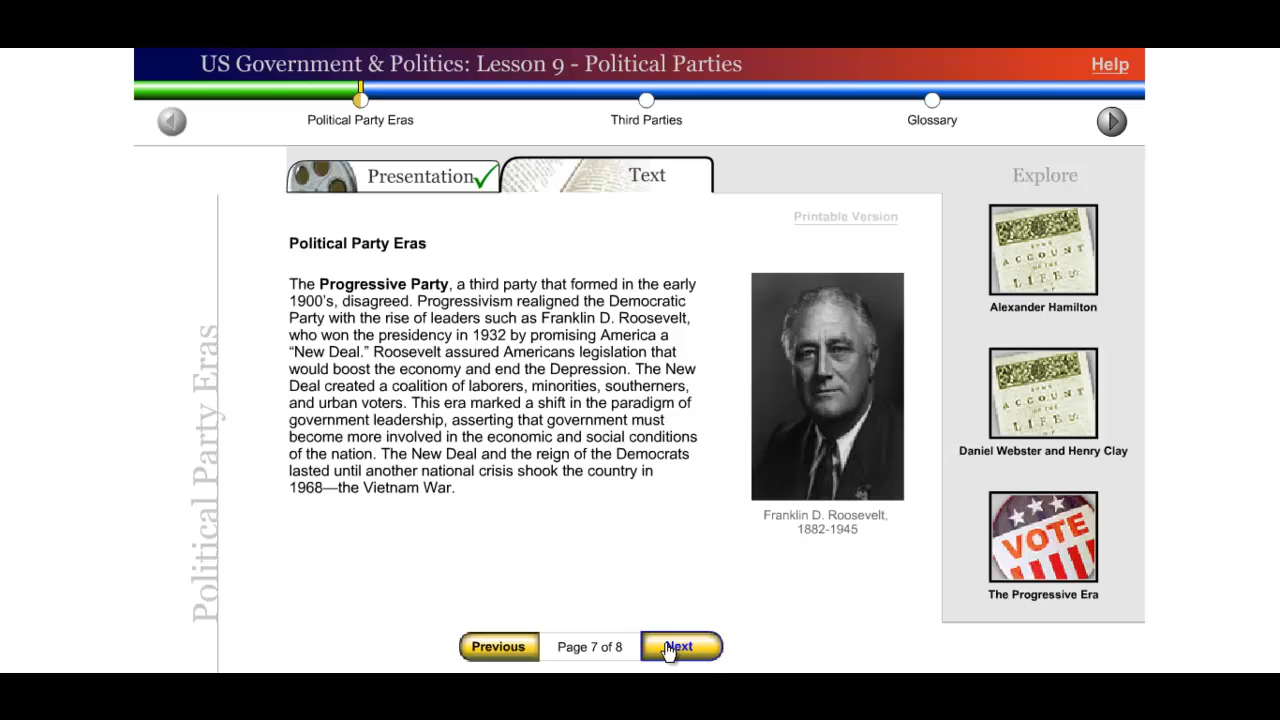 US Government & Politics: Lesson 9 - Political Parties
Help
Political Party Eras
Third Parties
Glossary
Presentation
Text
Explore
Printable Version
Political Party Eras
The Progressive Party, a third party that formed in the early
1900's, disagreed. Progressivism realigned the Democratic
Party with the rise of leaders such as Franklin D. Roosevelt,
who won the presidency in 1932 by promising America a
“New Deal.” Roosevelt assured Americans legislation that
would boost the economy and end the Depression. The New
Deal created a coalition of laborers, minorities, southerners,
and urban voters. This era marked a shift in the paradigm of
government leadership, asserting that government must
become more involved in the economic and social conditions
of the nation. The New Deal and the reign of the Democrats
lasted until another national crisis shook the country in
1968—the Vietnam War.
Franklin D. Roosevelt,
1882-1945
Alexander Hamilton
Daniel Webster and Henry Clay
VOTE
The Progressive Era
Political Party Eras
Previous
Page 7 of 8
Next